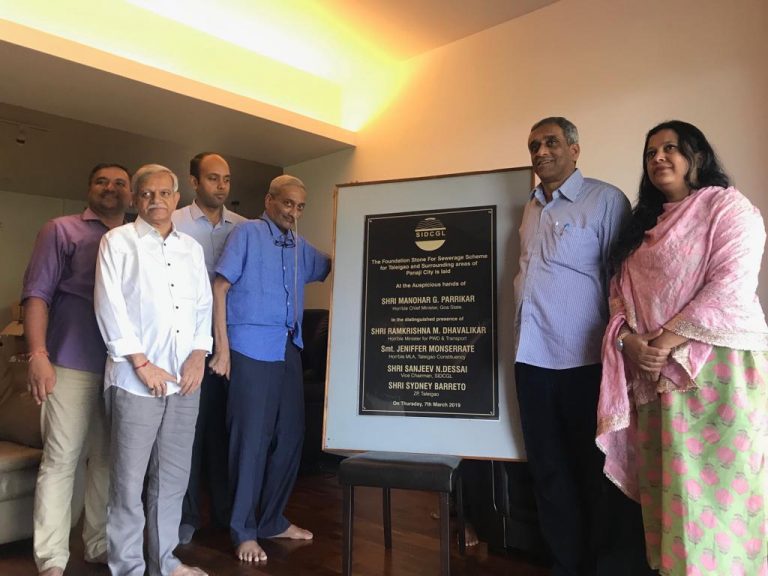 SIDCGL
The Foundation Stone For Sewerage Scheme
for Taleigao and Surrounding areas of
Panaji City is laid
At the Auspicious hands of
SHRI MANOHAR G. PARRIKAR
Hon'ble Chief Minister, Goa State
In the distinguished presence of
SHRI RAMKRISHNA M. DHAVALIKAR
Hon'ble Minister for PWD & Transport
Smt. JENIFFER MONSERRATE
Hon'ble MLA, Taleigao Constituency
SHRI SANJEEV N.DESSAI
Vice Chairman, SIDCGL
SHRI SYDNEY BARRETO
ZP, Taleigao
On Thursday, 7th March 2019